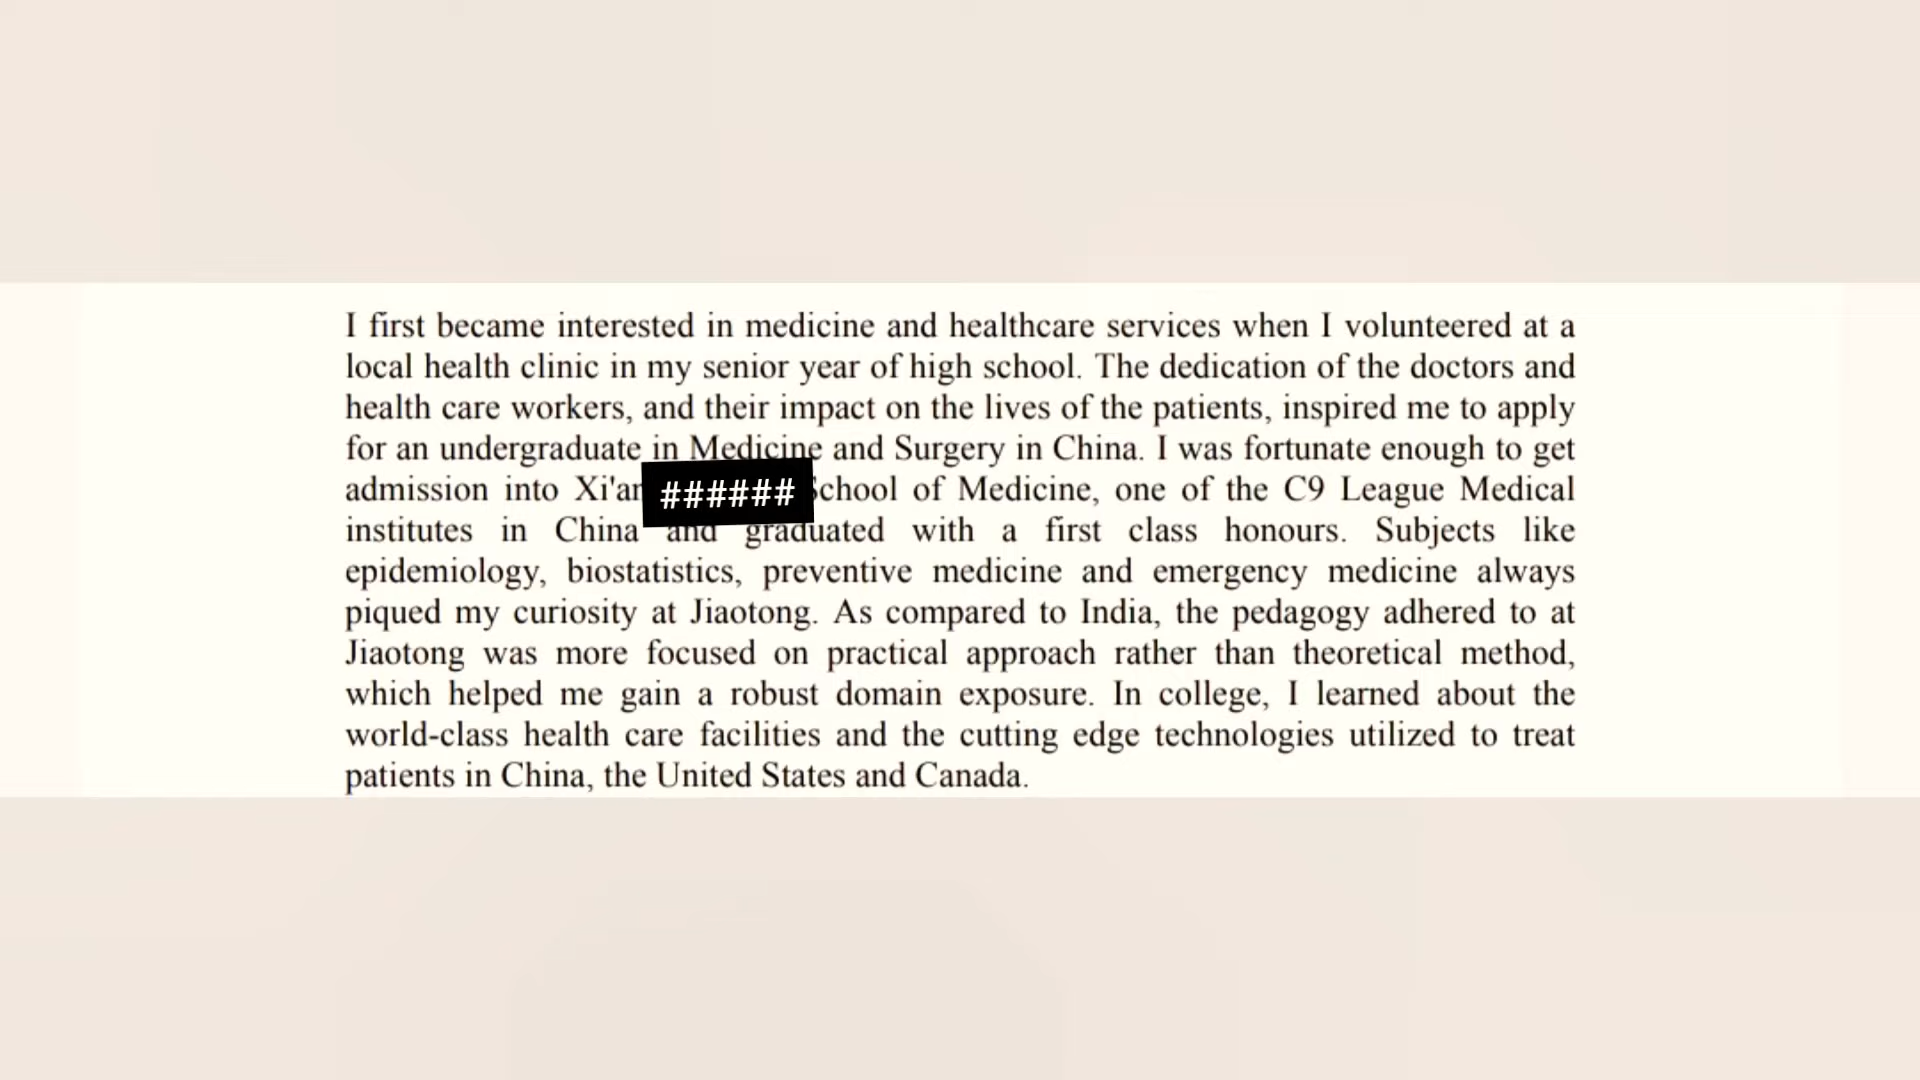 I first became interested in medicine and healthcare services when I volunteered at a
local health clinic in my senior year of high school. The dedication of the doctors and
health care workers, and their impact on the lives of the patients, inspired me to apply
for an undergraduate in Medicine and Surgery in China. I was fortunate enough to get
admission into Xi'an ###### School of Medicine, one of the C9 League Medical
institutes in China and graduated with a first class honours. Subjects like
epidemiology, biostatistics, preventive medicine and emergency medicine always
piqued my curiosity at Jiaotong. As compared to India, the pedagogy adhered to at
Jiaotong was more focused on practical approach rather than theoretical method,
which helped me gain a robust domain exposure. In college, I learned about the
world-class health care facilities and the cutting edge technologies utilized to treat
patients in China, the United States and Canada.